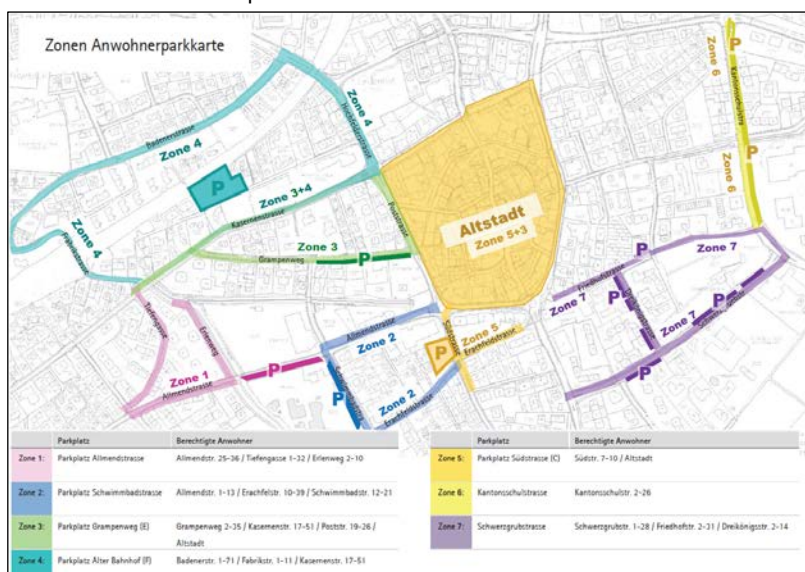 Zonen Anwohnerparkkarte
Zone 4
Hochfelderstrasse
Badenerstrasse
Zone 4
P
Zone 3+4
Kasernenstrasse
Poststrasse
Altstadt
Zone 5+3
Zone 3
Grampenweg
P
Zone 4
Tiefengasse
Erlenweg
Zone 1
Allmendstrasse
P
Allmendstrasse
Zone 2
P
Zone 2
Erachfeldstrasse
Südstrasse
Zone 5
P
Erachfeldstrasse
P
Zone 6
Kantonsschulstra
P
Zone 6
P
Zone 7
Friedhofstrasse
Zone 7
P
Dreikönigstrasse
Zone 7
P
P
Parkplatz Berechtigte Anwohner
Zone 1: Parkplatz Allmendstrasse Allmendstr. 25-36 / Tiefengasse 1-32 / Erlenweg 2-10
Zone 2: Parkplatz Schwimmbadstrasse Allmendstr. 1-13 / Erachfelstr. 10-39 / Schwimmbadstr. 12-21
Zone 3: Parkplatz Grampenweg (E) Grampenweg 2-35 / Kasernenstr. 17-51 / Poststr. 19-26 /
Altstadt
Zone 4: Parkplatz Alter Bahnhof (F) Badenerstr. 1-71 / Fabrikstr. 1-11 / Kasernenstr. 17-51
Parkplatz Berechtigte Anwohner
Zone 5: Parkplatz Südstrasse (C) Südstr. 7-10 / Altstadt
Zone 6: Kantonsschulstrasse Kantonsschulstr. 2-26
Zone 7: Schwerzgrubstrasse Schwerzgrubstr. 1-28 / Friedhofstr. 2-31 / Dreikönigsstr. 2-14